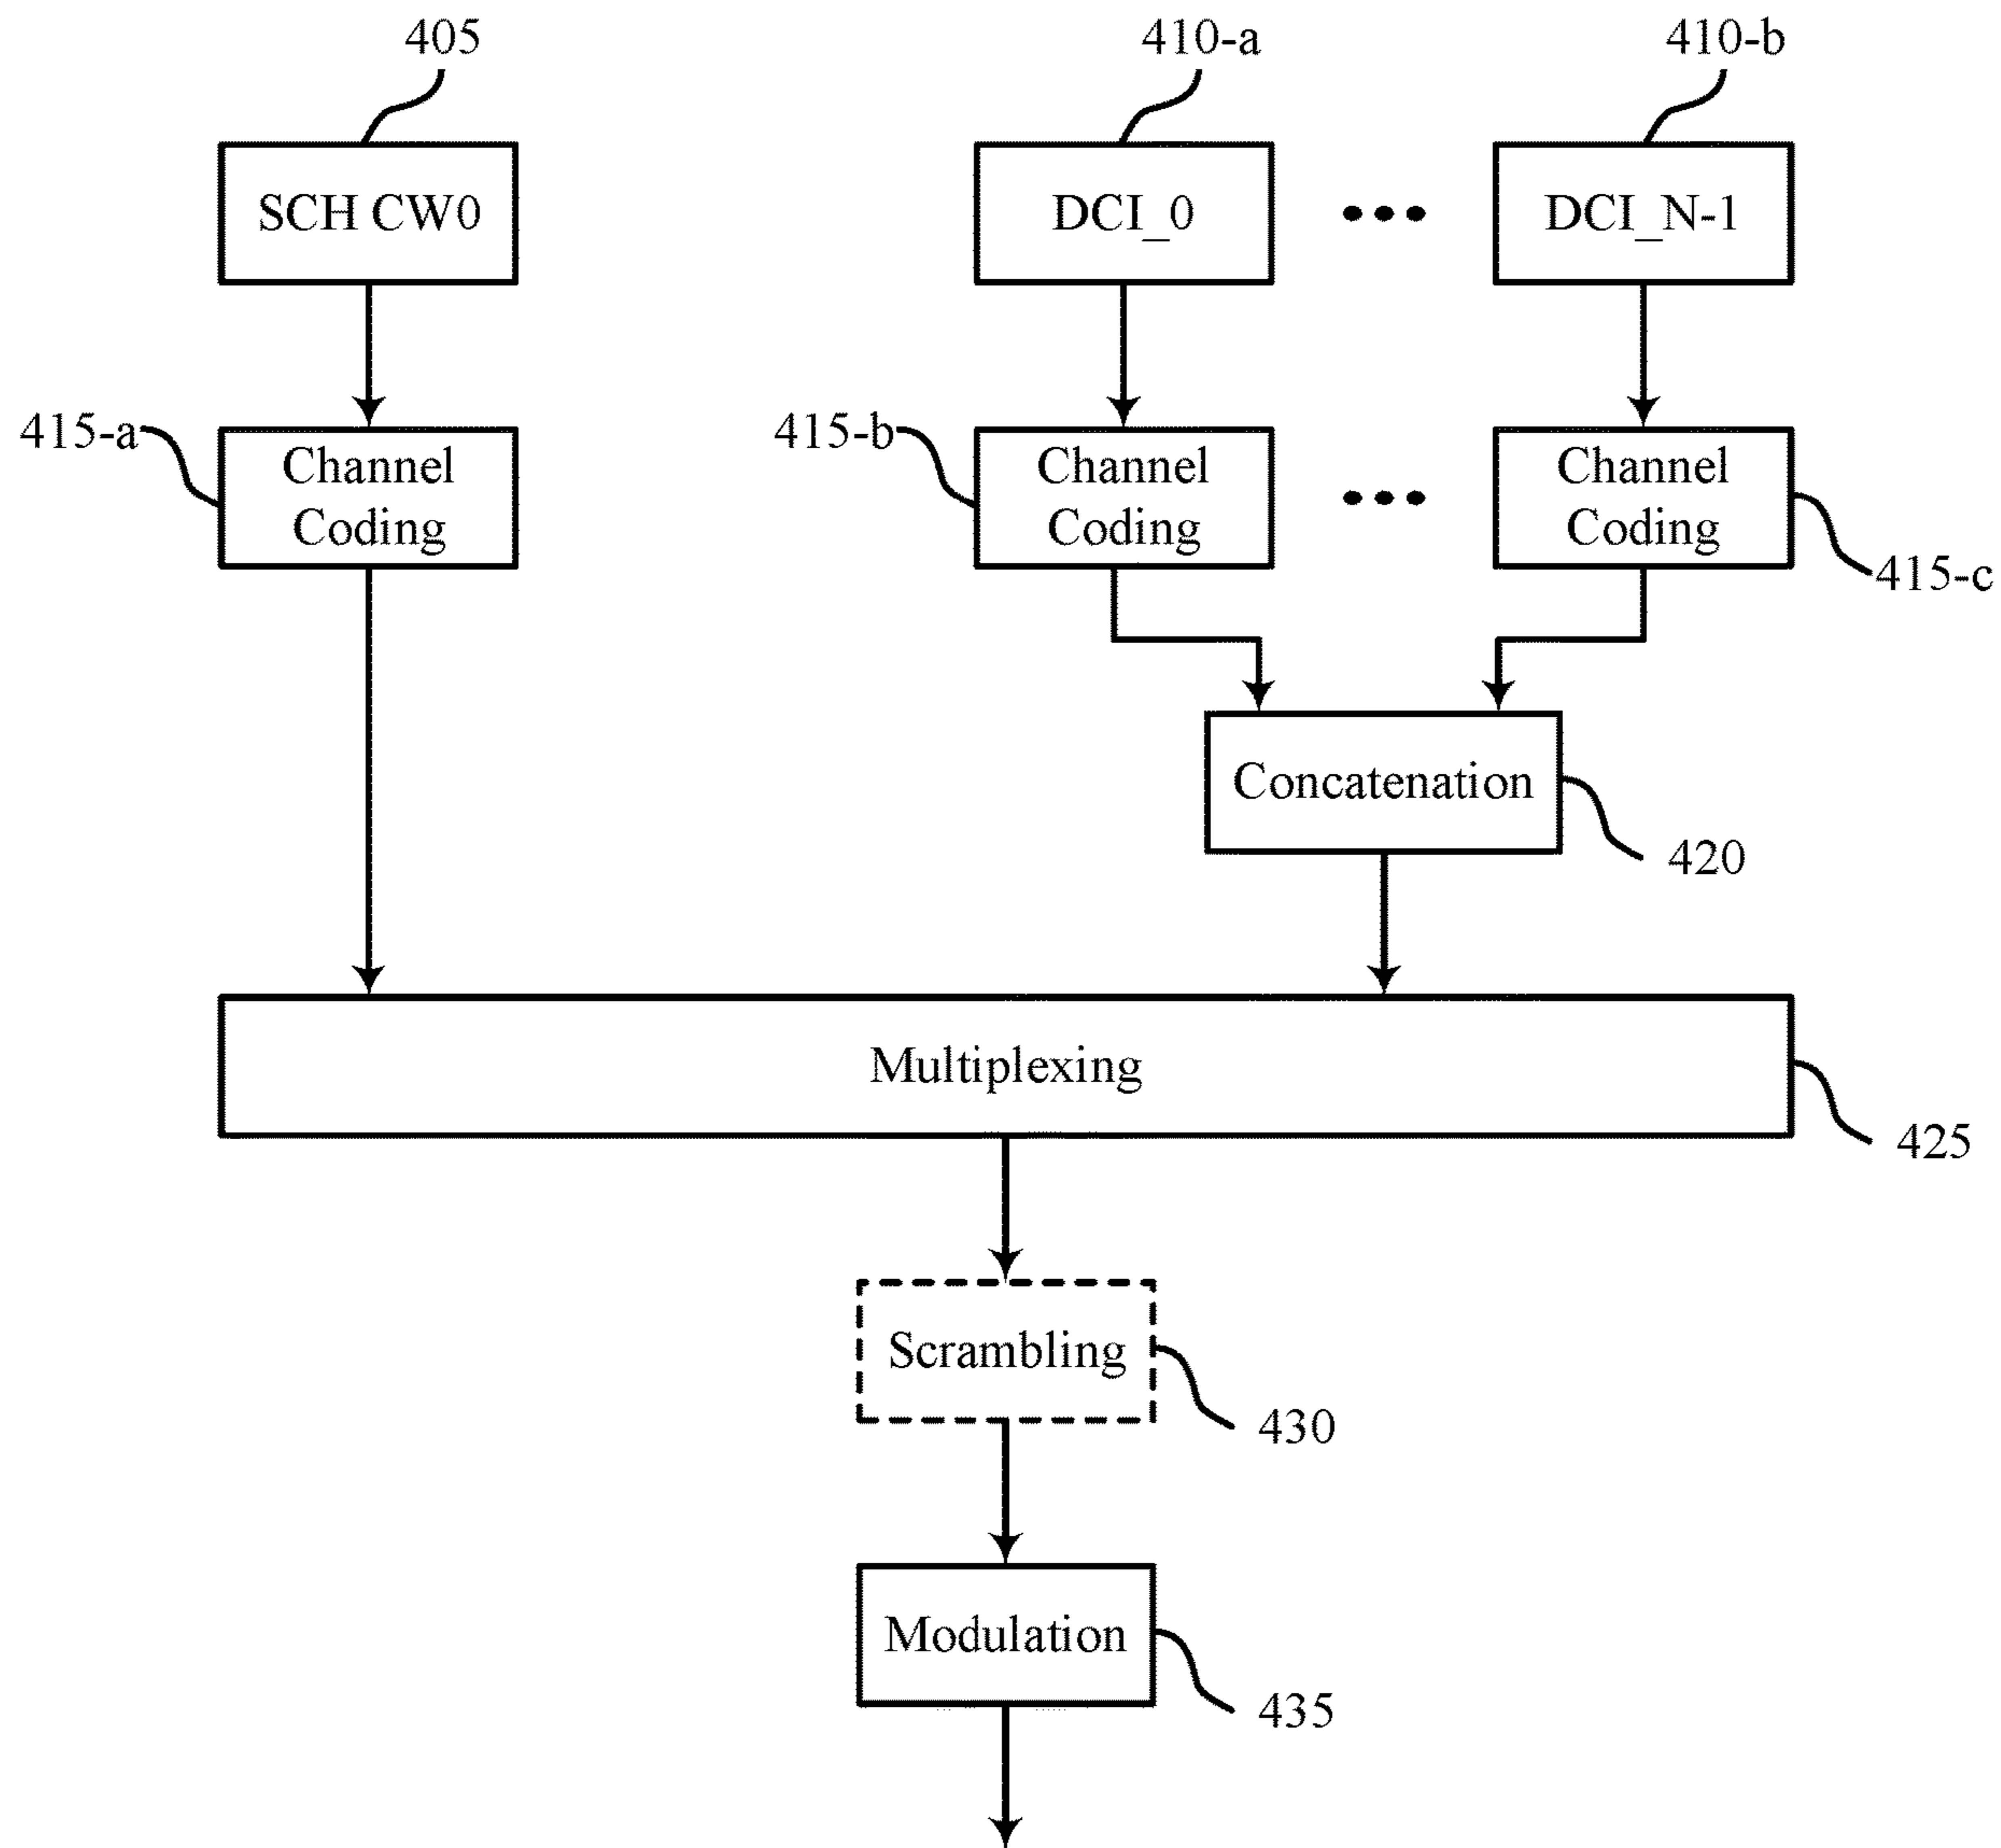 405
410-a
410-b
SCH CW0
DCI_0
DCI_N-1
415-a
Channel
Coding
415-b
Channel
Coding
Channel
Coding
415-c
Concatenation
420
Multiplexing
425
Scrambling
430
Modulation
435